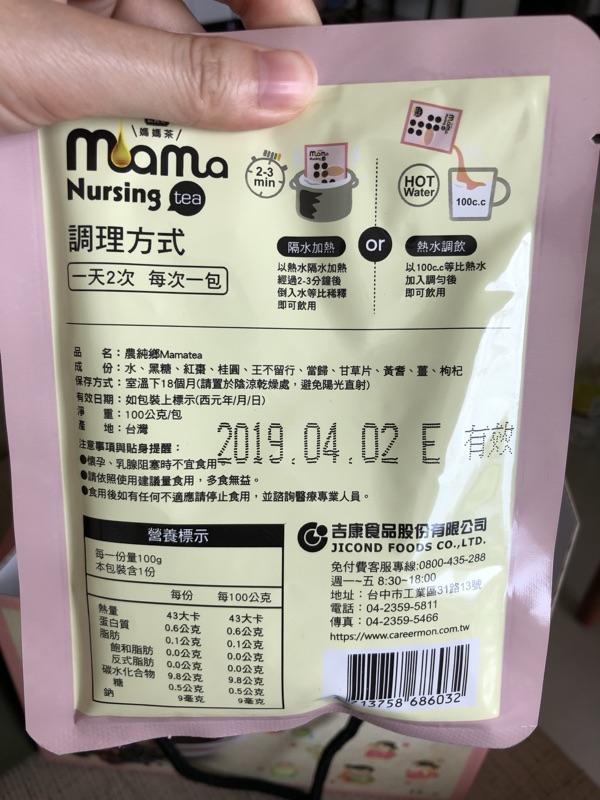 媽媽茶
mama
Nursing tea
2-3
min
mama
HOT
Water
100c.c
調理方式
一天2次 每次一包
隔水加熱
or
熱水調飲
以熱水隔水加熱
經過2-3分鐘後
倒入水等比稀釋
即可飲用
以100c.c等比熱水
加入調勻後
即可飲用
品名：農純鄉Mamatea
成份：水、黑糖、紅棗、桂圓、王不留行、當歸、甘草片、黃耆、薑、枸杞
保存方式：室溫下18個月(請置於陰涼乾燥處，避免陽光直射)
有效日期：如包裝上標示(西元年/月/日)
淨重：100公克/包
產地：台灣
2019.04.02 E 有效
注意事項與貼身提醒：
●懷孕、乳腺阻塞時不宜食用
●請依照使用建議量食用，多食無益。
●食用後如有任何不適應請停止食用，並諮詢醫療專業人員。
營養標示
每一份量100g
本包裝含1份
每份 每100公克
熱量 43大卡 43大卡
蛋白質 0.6公克 0.6公克
脂肪 0.1公克 0.1公克
飽和脂肪 0.0公克 0.0公克
反式脂肪 0.0公克 0.0公克
碳水化合物 9.8公克 9.8公克
糖 0.5公克 0.5公克
鈉 9毫克 9毫克
吉康食品股份有限公司
JICOND FOODS CO.,LTD.
免付費客服專線:0800-435-288
週一~五 8:30~18:00
地址：台中市工業區31路13號
電話：04-2359-5811
傳真：04-2359-5466
https://www.careermon.com.tw
713758 686032